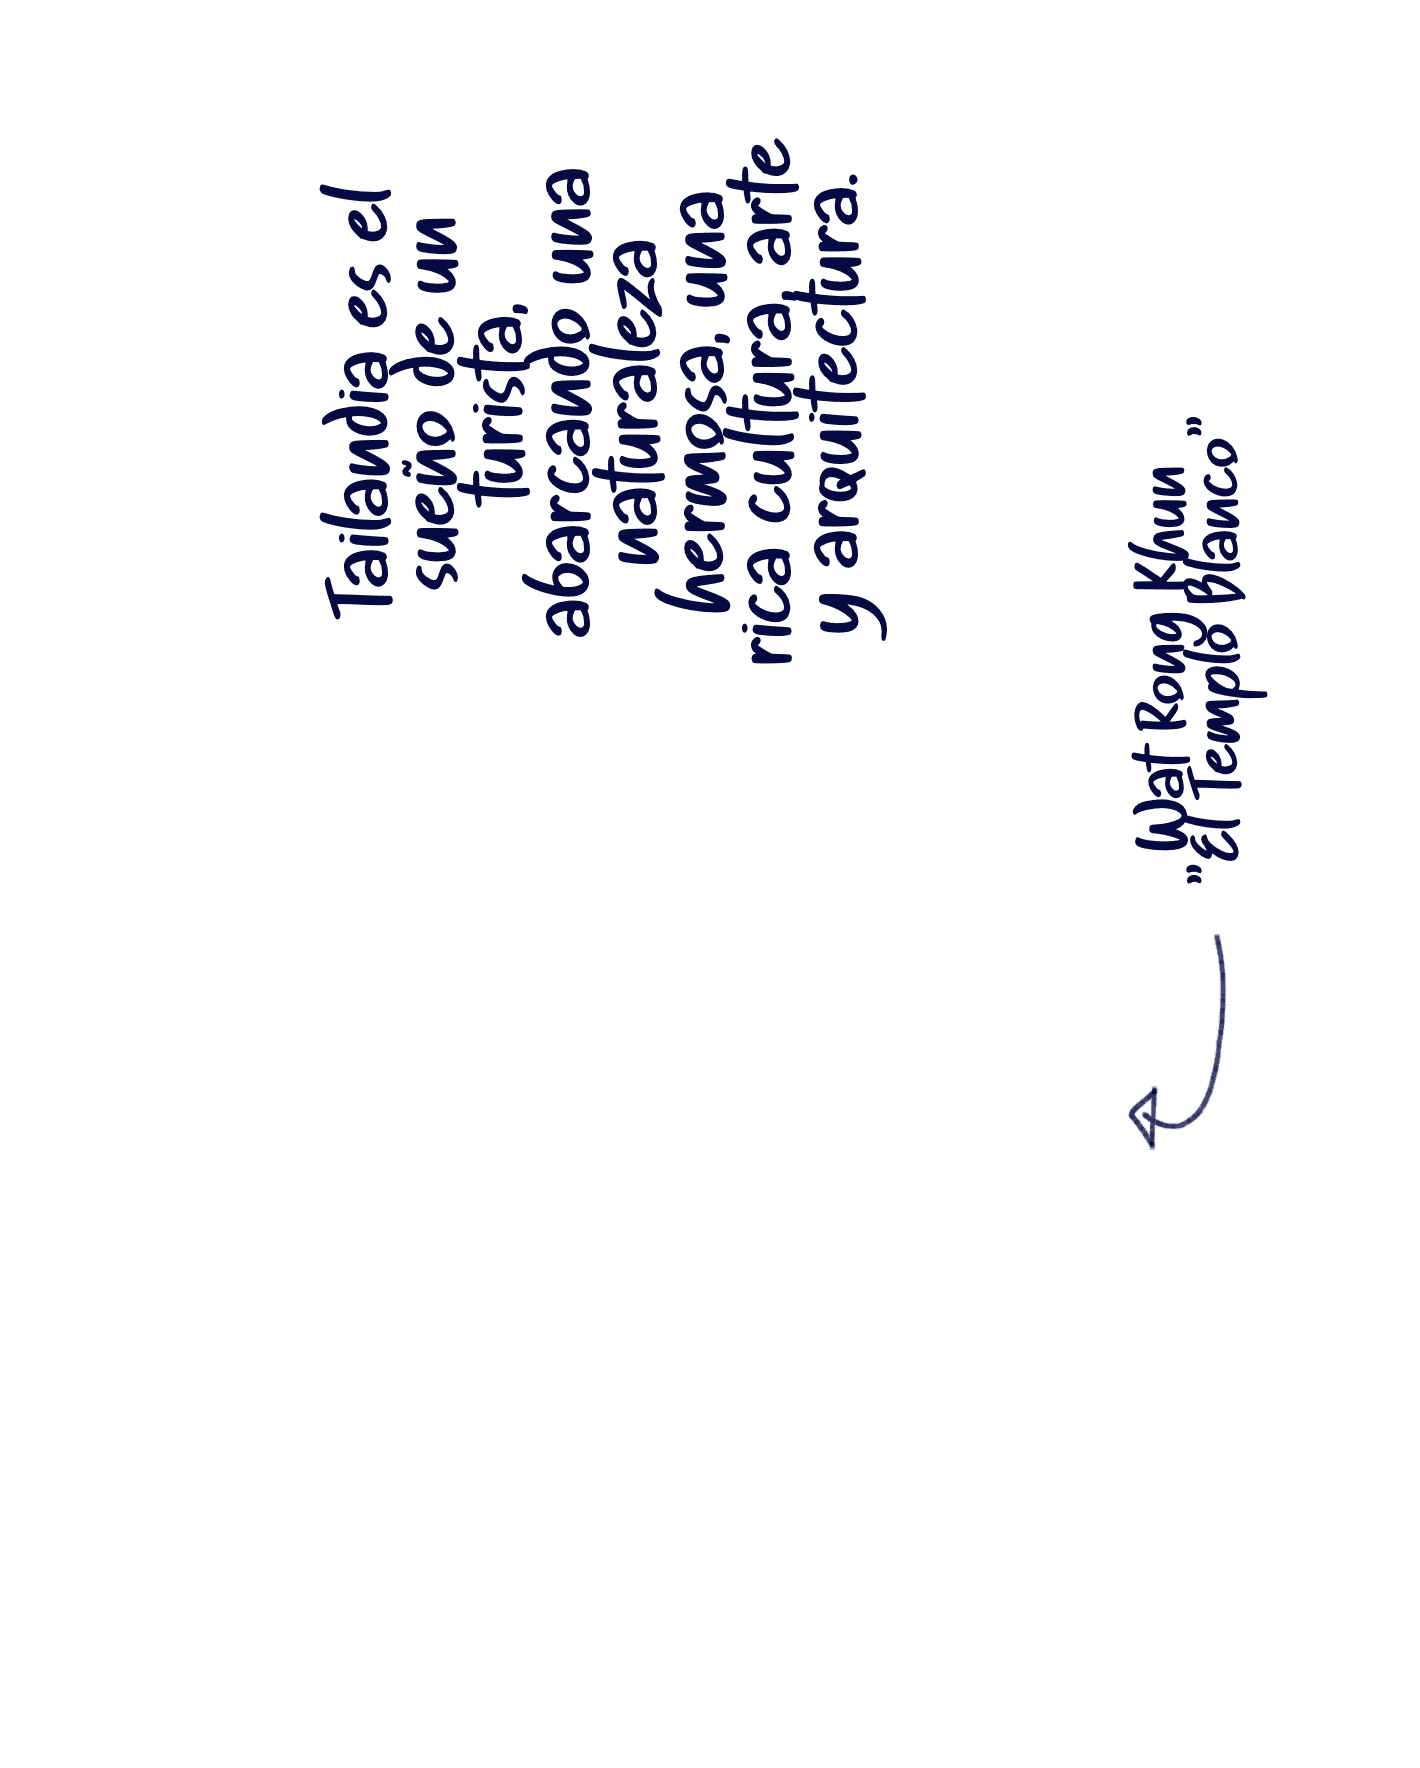 Tailandia es el
sueño de un
turista,
abarcando una
naturaleza
hermosa, una
rica cultura, arte
y arquitectura.
Wat Rong Khun
"El Templo Blanco"